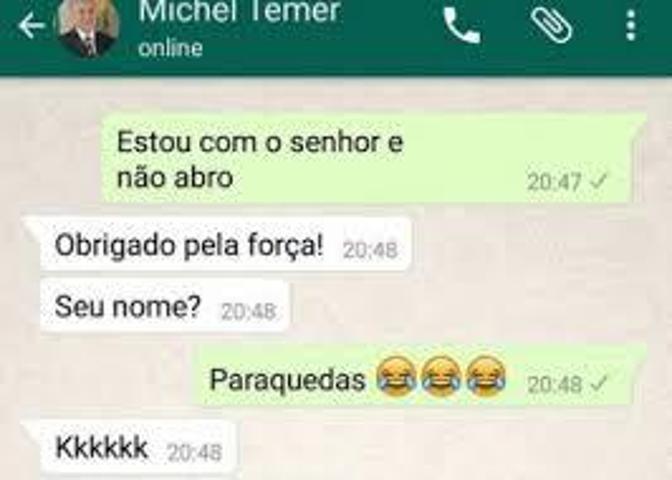 Michel Temer
online
Estou com o senhor e
não abro
20:47
Obrigado pela força! 20:48
Seu nome? 20:48
Paraquedas 😂😂😂 20:48
Kkkkkk 20:48